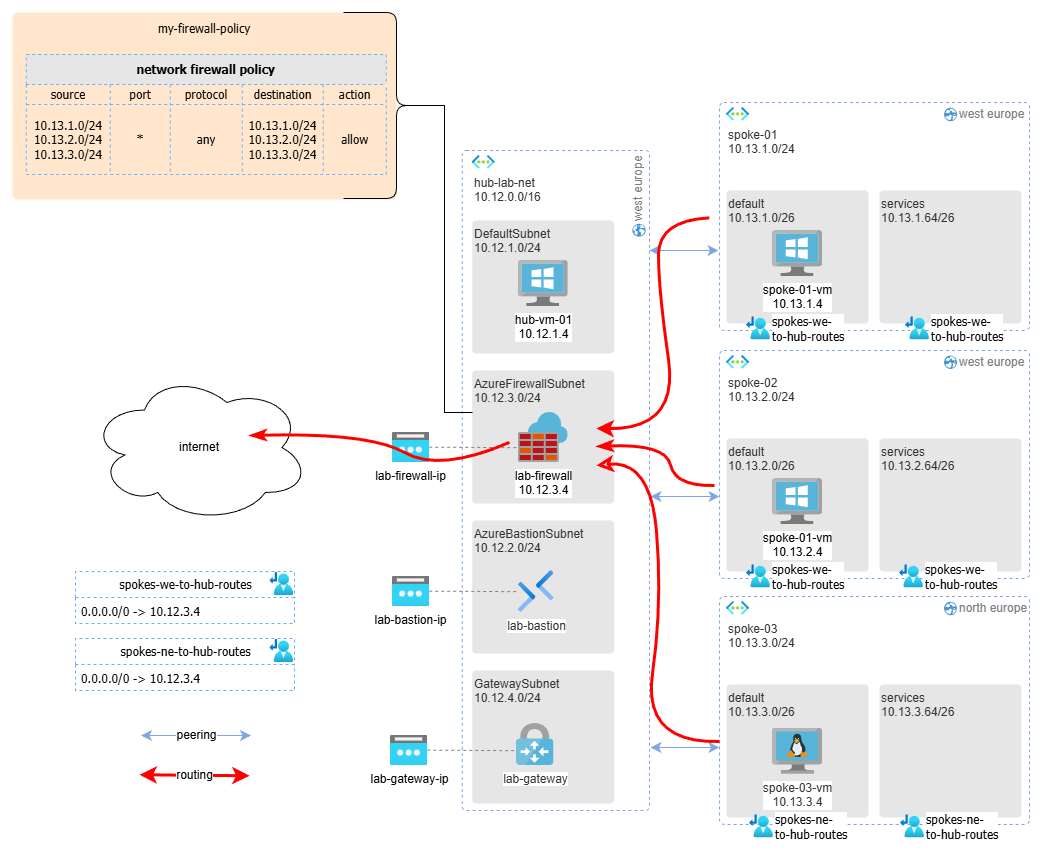 my-firewall-policy
network firewall policy
source port protocol destination action
10.13.1.0/24
10.13.2.0/24
10.13.3.0/24
*
any
10.13.1.0/24
10.13.2.0/24
10.13.3.0/24
allow
hub-lab-net
10.12.0.0/16
west europe
DefaultSubnet
10.12.1.0/24
hub-vm-01
10.12.1.4
AzureFirewallSubnet
10.12.3.0/24
lab-firewall
10.12.3.4
AzureBastionSubnet
10.12.2.0/24
lab-bastion
GatewaySubnet
10.12.4.0/24
lab-gateway
internet
lab-firewall-ip
lab-bastion-ip
lab-gateway-ip
spokes-we-to-hub-routes
0.0.0.0/0 -> 10.12.3.4
spokes-ne-to-hub-routes
0.0.0.0/0 -> 10.12.3.4
peering
routing
west europe
spoke-01
10.13.1.0/24
default
10.13.1.0/26
spoke-01-vm
10.13.1.4
spokes-we-
to-hub-routes
services
10.13.1.64/26
spokes-we-
to-hub-routes
west europe
spoke-02
10.13.2.0/24
default
10.13.2.0/26
spoke-01-vm
10.13.2.4
spokes-we-
to-hub-routes
services
10.13.2.64/26
spokes-we-
to-hub-routes
north europe
spoke-03
10.13.3.0/24
default
10.13.3.0/26
spoke-03-vm
10.13.3.4
spokes-ne-
to-hub-routes
services
10.13.3.64/26
spokes-ne-
to-hub-routes